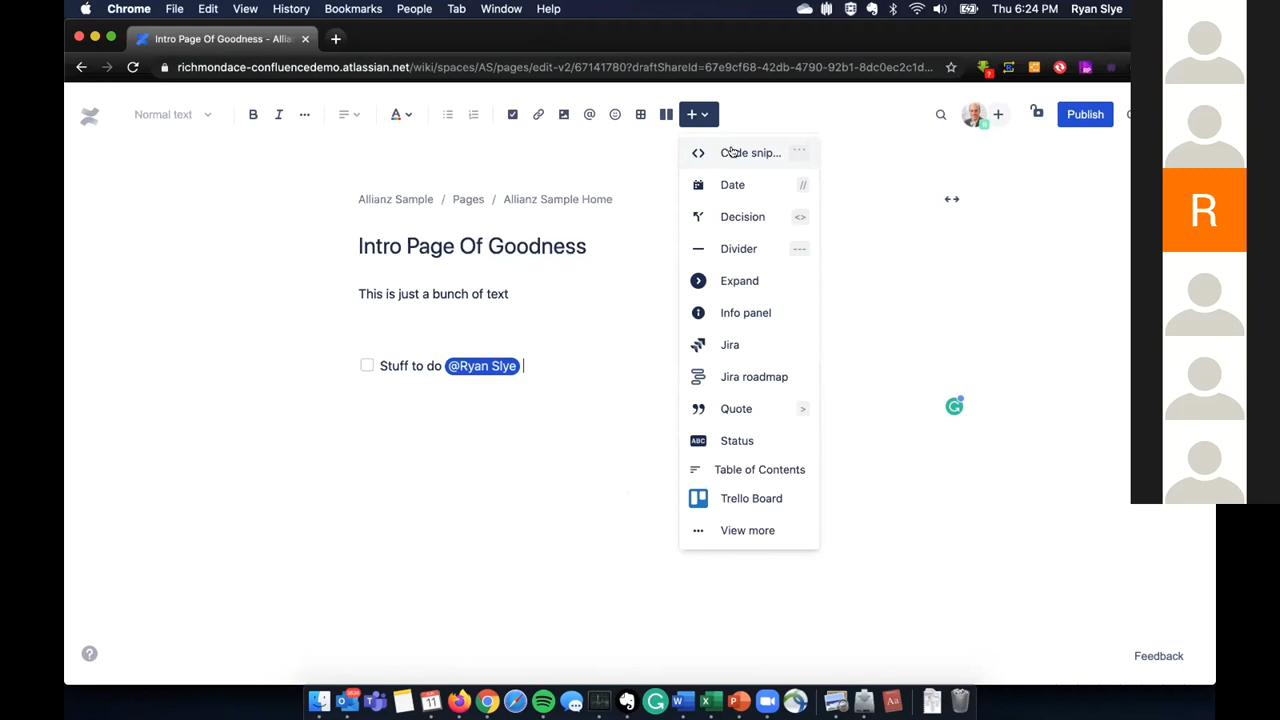 Chrome File Edit View History Bookmarks People Tab Window Help Thu 6:24 PM Ryan Slye
Intro Page Of Goodness - Allia
richmondace-confluencedemo.atlassian.net/wiki/spaces/AS/pages/edit-v2/67141780?draftShareId=67e9cf68-42db-4790-92b1-8dc0ec2c1d...
Normal text B I ... A @ + Publish
Code snip... ```
Date //
Allianz Sample / Pages / Allianz Sample Home
Decision <>
Intro Page Of Goodness
Divider ---
Expand
This is just a bunch of text
Info panel
Jira
Stuff to do @Ryan Slye
Jira roadmap
Quote >
ABC Status
Table of Contents
Trello Board
View more
R
Feedback